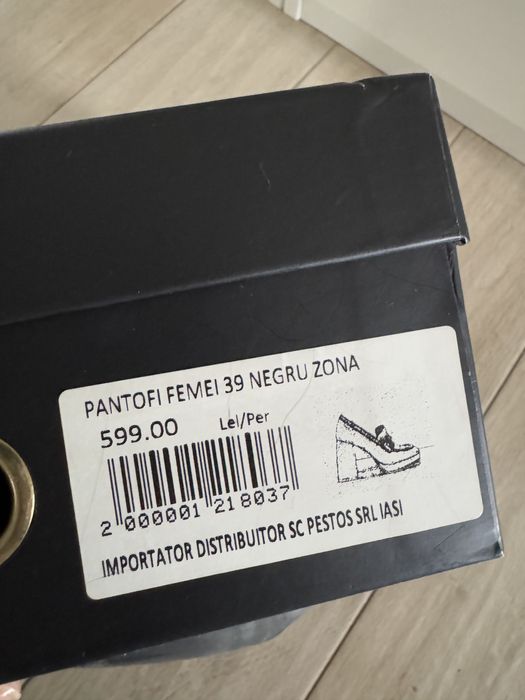 PANTOFI FEMEI 39 NEGRU ZONA
599.00 Lei/Per
2 000001 218037
IMPORTATOR DISTRIBUITOR SC PESTOS SRL IASI